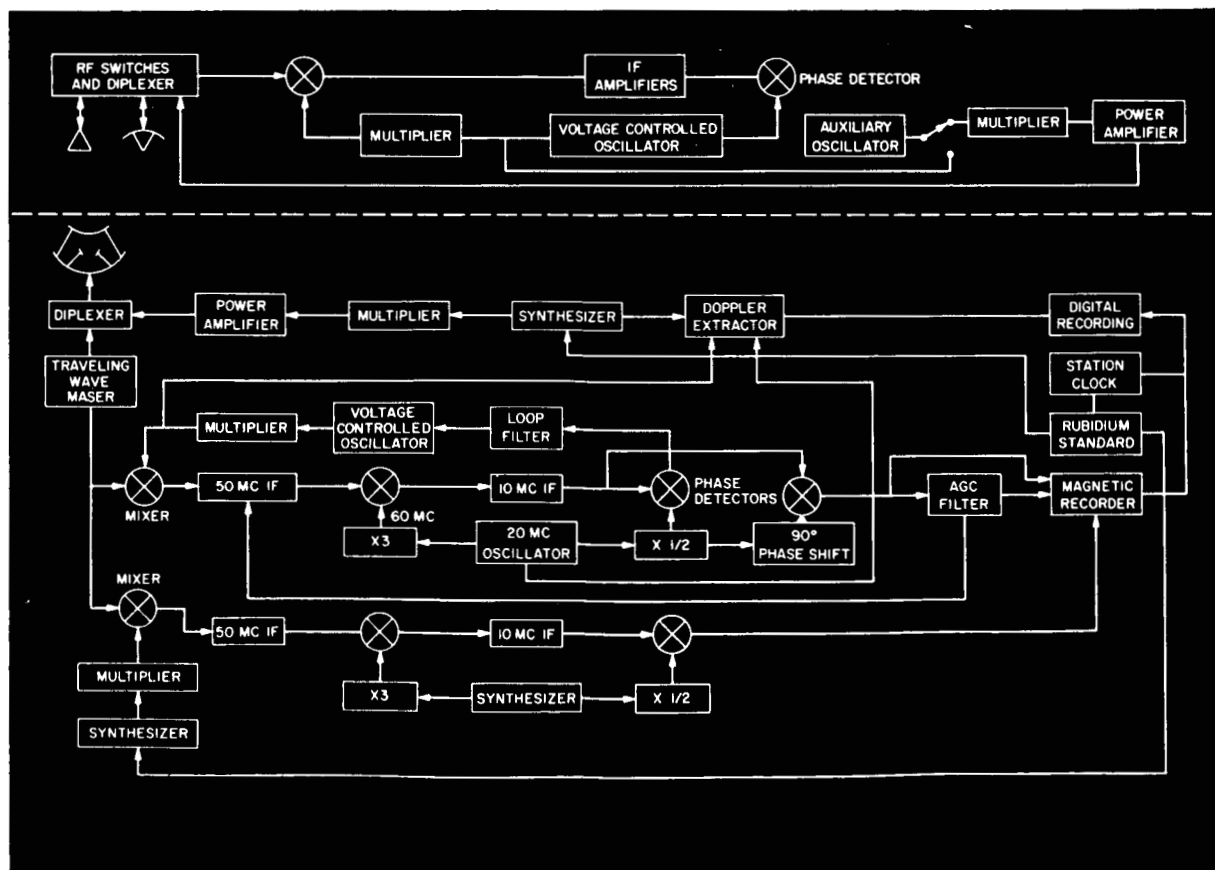 RF SWITCHES
AND DIPLEXER
IF
AMPLIFIERS
PHASE DETECTOR
MULTIPLIER
VOLTAGE CONTROLLED
OSCILLATOR
AUXILIARY
OSCILLATOR
MULTIPLIER
POWER
AMPLIFIER
DIPLEXER
POWER
AMPLIFIER
MULTIPLIER
SYNTHESIZER
DOPPLER
EXTRACTOR
DIGITAL
RECORDING
TRAVELING
WAVE
MASER
STATION
CLOCK
MULTIPLIER
VOLTAGE
CONTROLLED
OSCILLATOR
LOOP
FILTER
RUBIDIUM
STANDARD
MIXER
50 MC IF
60 MC
10 MC IF
PHASE
DETECTORS
AGC
FILTER
MAGNETIC
RECORDER
X3
20 MC
OSCILLATOR
X 1/2
90°
PHASE SHIFT
MIXER
50 MC IF
10 MC IF
MULTIPLIER
X3
SYNTHESIZER
X 1/2
SYNTHESIZER